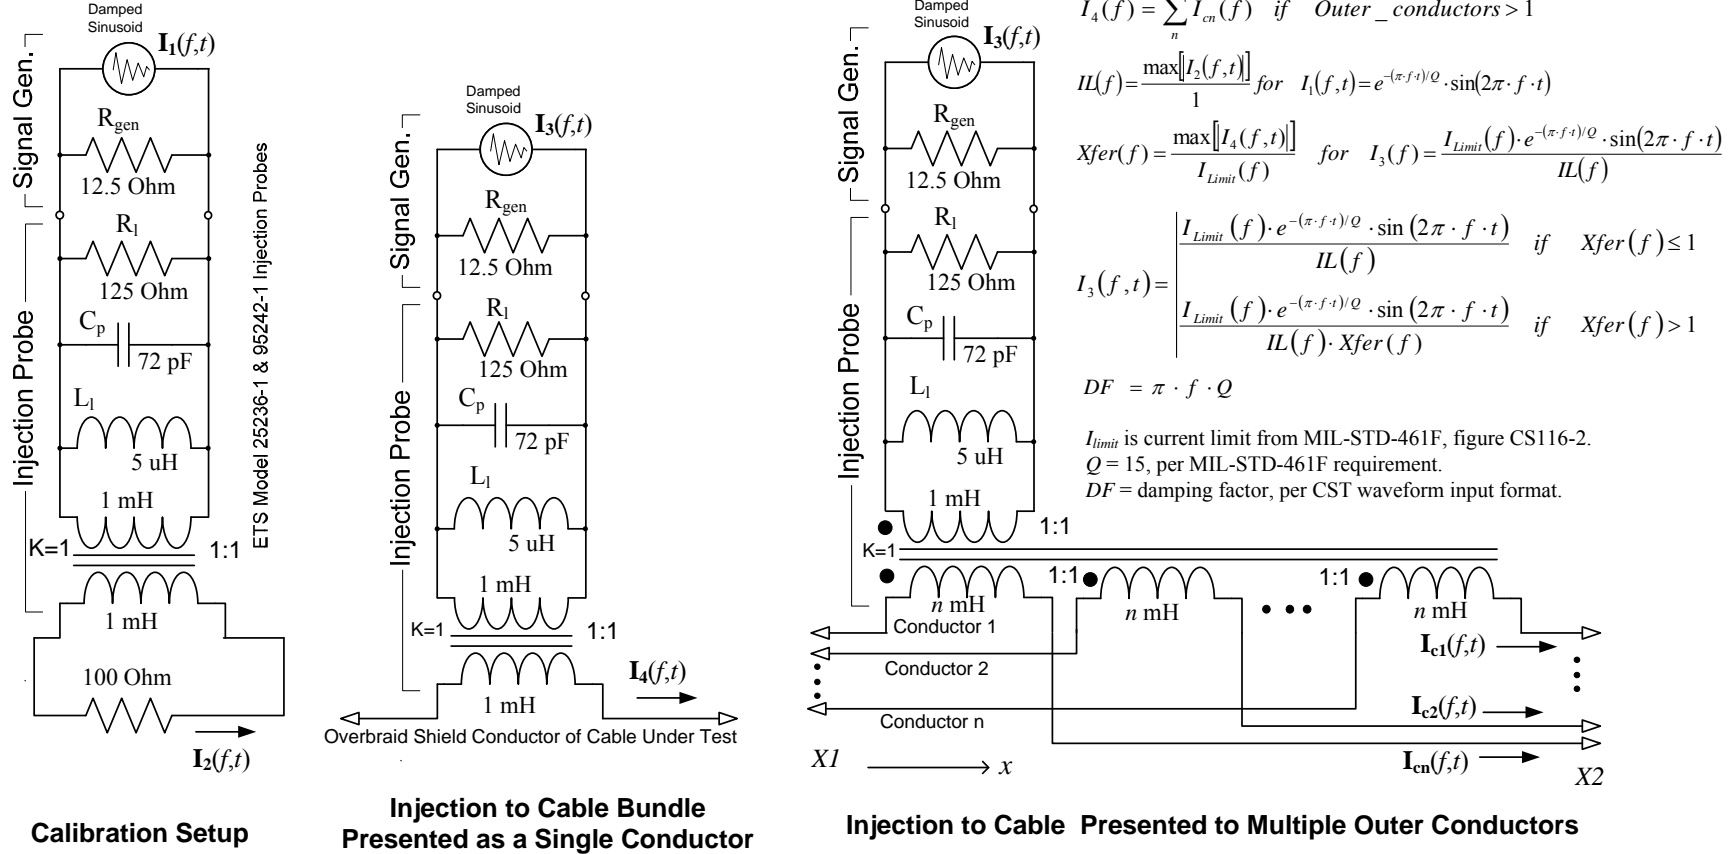 Damped
Sinusoid
I1(f,t)
Signal Gen.
Rgen
12.5 Ohm
Rl
125 Ohm
Cp
72 pF
Ll
5 uH
1 mH
K=1
1:1
1 mH
Injection Probe
ETS Model 25236-1 & 95242-1 Injection Probes
100 Ohm
I2(f,t)
Calibration Setup
Damped
Sinusoid
I3(f,t)
Signal Gen.
Rgen
12.5 Ohm
Rl
125 Ohm
Cp
72 pF
Ll
5 uH
1 mH
K=1
1:1
1 mH
Injection Probe
I4(f,t)
Overbraid Shield Conductor of Cable Under Test
Injection to Cable Bundle
Presented as a Single Conductor
Damped
Sinusoid
I3(f,t)
Signal Gen.
Rgen
12.5 Ohm
Rl
125 Ohm
Cp
72 pF
Ll
5 uH
1 mH
1:1
K=1
Injection Probe
n mH
1:1
n mH
1:1
n mH
Conductor 1
Conductor 2
Conductor n
Ic1(f,t)
Ic2(f,t)
Icn(f,t)
X1
x
X2
Injection to Cable Presented to Multiple Outer Conductors
I4(f) = ∑n Icn(f) if Outer_conductors > 1
IL(f) = max[|I2(f,t)|] / 1 for I1(f,t) = e^-(π·f·t)/Q · sin(2π·f·t)
Xfer(f) = max[|I4(f,t)|] / ILimit(f) for I3(f) = ILimit(f)·e^-(π·f·t)/Q · sin(2π·f·t) / IL(f)
I3(f,t) =
ILimit(f)·e^-(π·f·t)/Q · sin(2π·f·t) / IL(f) if Xfer(f) ≤ 1
ILimit(f)·e^-(π·f·t)/Q · sin(2π·f·t) / IL(f)·Xfer(f) if Xfer(f) > 1
DF = π·f·Q
Ilimit is current limit from MIL-STD-461F, figure CS116-2.
Q = 15, per MIL-STD-461F requirement.
DF = damping factor, per CST waveform input format.